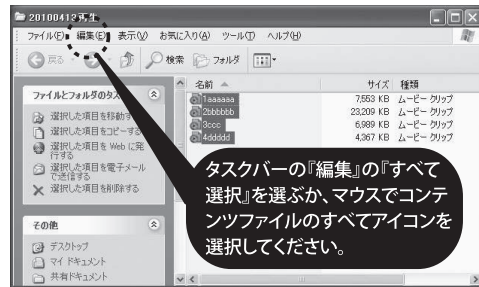 20100413再生
ファイル(F) 編集(E) 表示(V) お気に入り(A) ツール(T) ヘルプ(H)
戻る 検索 フォルダ
ファイルとフォルダのタス
選択した項目を移動す
選択した項目をコピーす
選択した項目を Web に発
行する
選択した項目を電子メール
で送信する
選択した項目を削除する
その他
デスクトップ
マイ ドキュメント
共有ドキュメント
名前 サイズ 種類
1aaaaaa 7,553 KB ムービー クリップ
2bbbbbb 23,209 KB ムービー クリップ
3ccc 6,989 KB ムービー クリップ
4ddddd 4,367 KB ムービー クリップ
タスクバーの『編集』の『すべて
選択』を選ぶか、マウスでコンテ
ンツファイルのすべてアイコンを
選択してください。